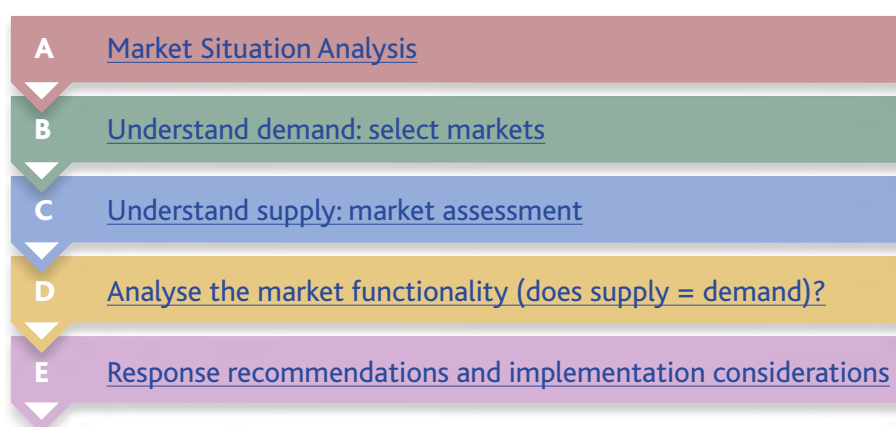 A Market Situation Analysis
B Understand demand: select markets
C Understand supply: market assessment
D Analyse the market functionality (does supply = demand)?
E Response recommendations and implementation considerations